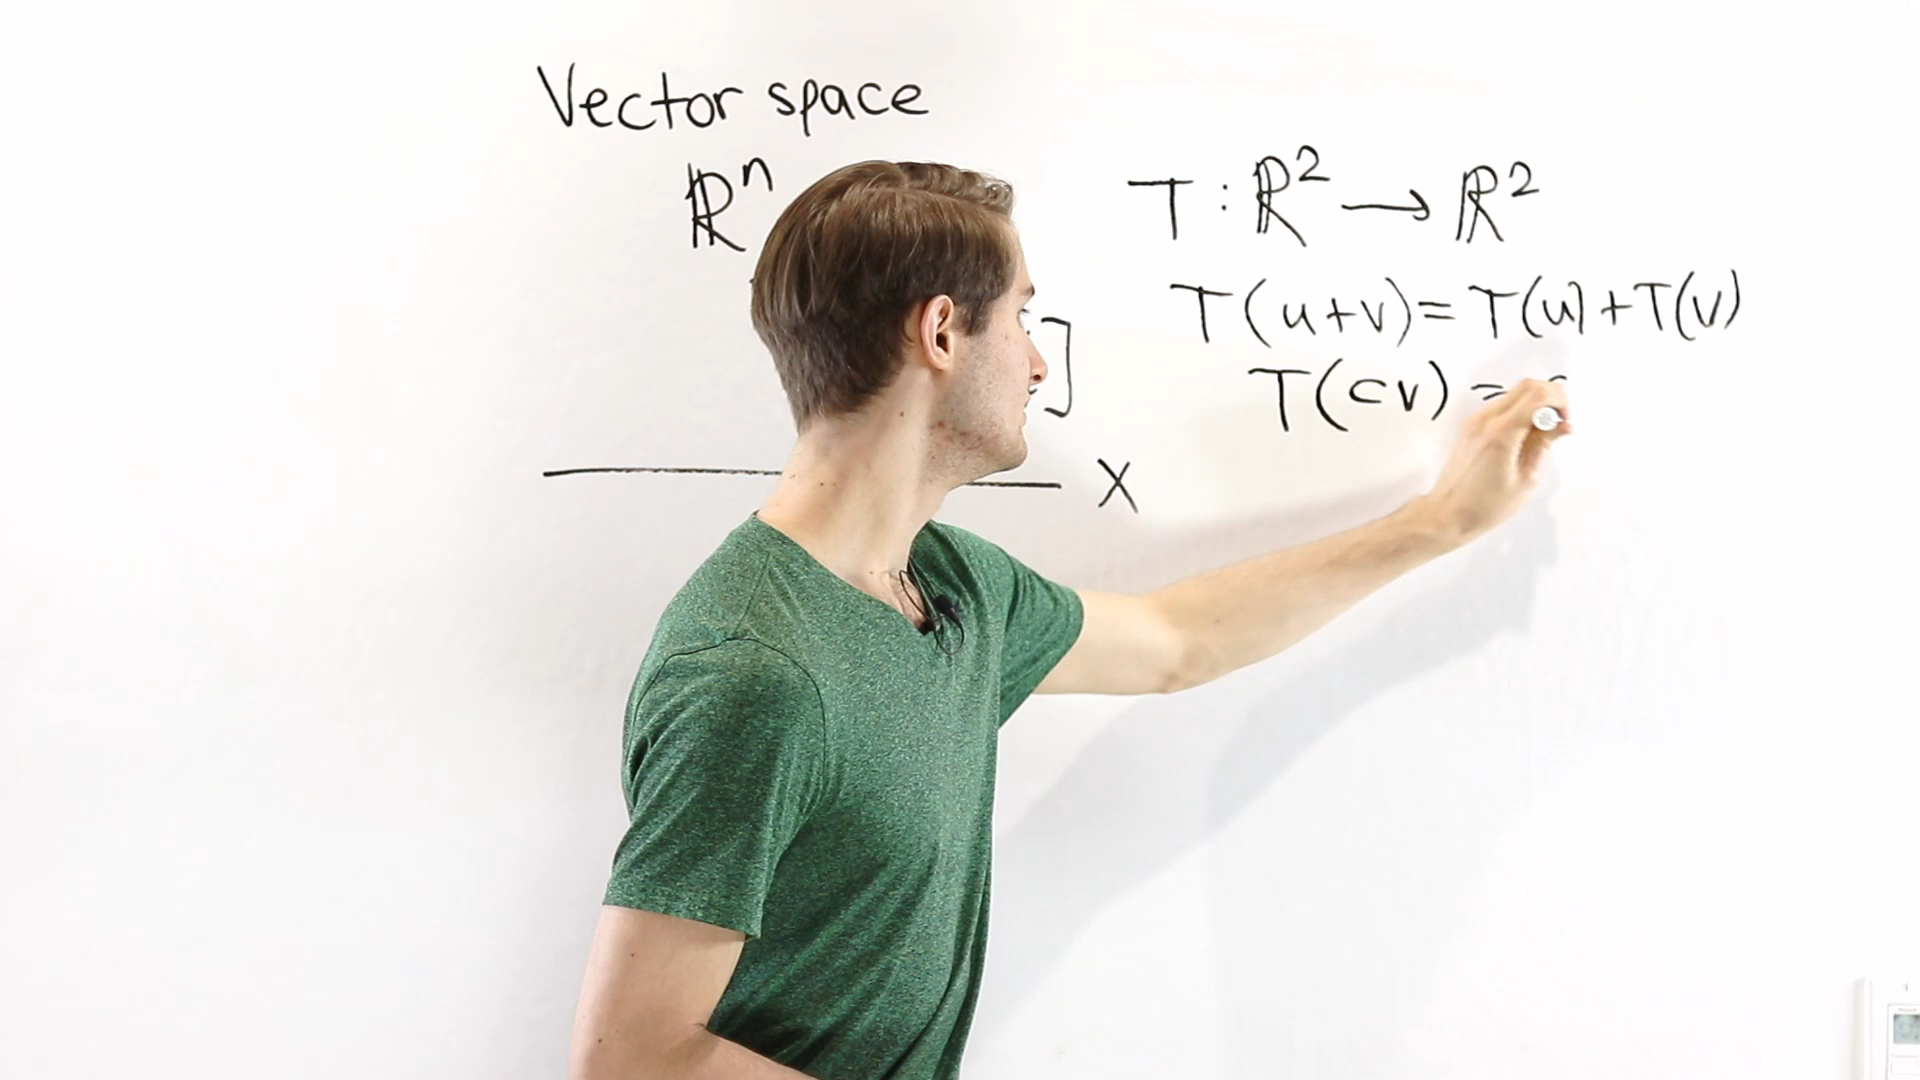 Vector space
ℝⁿ
]
X
T : ℝ² → ℝ²
T(u+v) = T(u) + T(v)
T(cv) =